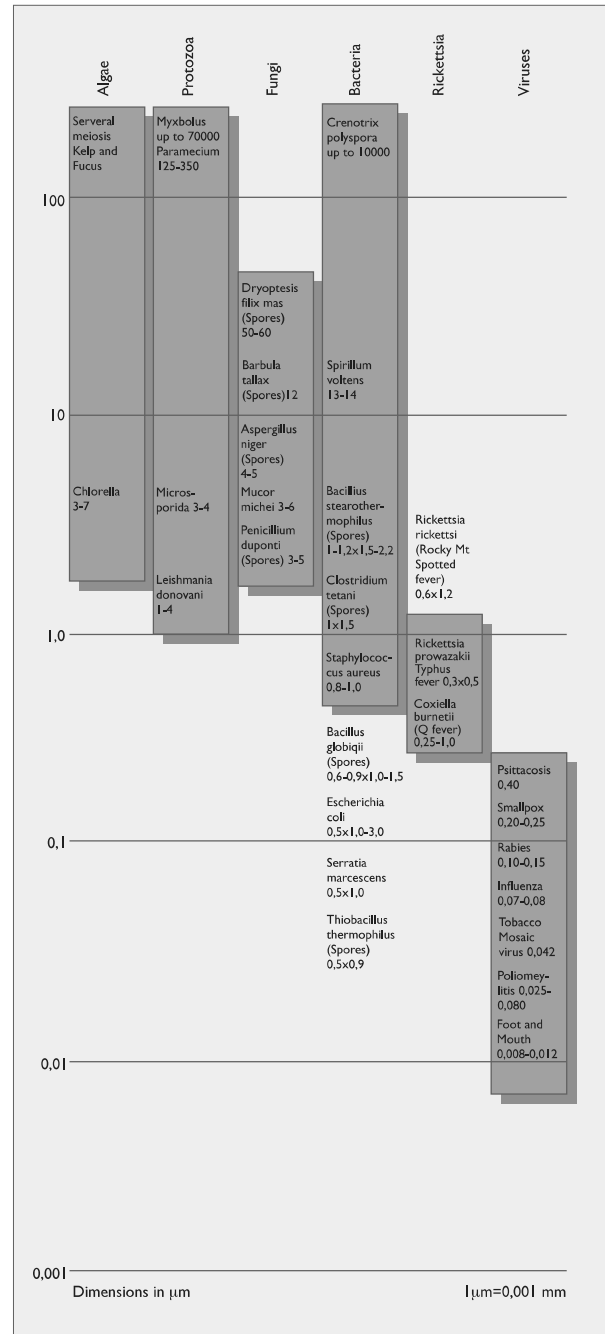 Algae
Protozoa
Fungi
Bacteria
Rickettsia
Viruses
Serveral
meiosis
Kelp and
Fucus
Chlorella
3-7
Myxbolus
up to 70000
Paramecium
125-350
Micros-
porida 3-4
Leishmania
donovani
1-4
Dryoptesis
filix mas
(Spores)
50-60
Barbula
tallax
(Spores)12
Aspergillus
niger
(Spores)
4-5
Mucor
michei 3-6
Penicillium
duponti
(Spores) 3-5
Crenotrix
polyspora
up to 10000
Spirillum
voltens
13-14
Bacillius
stearother-
mophilus
(Spores)
1-1,2x1,5-2,2
Clostridium
tetani
(Spores)
1x1,5
Staphylococ-
cus aureus
0,8-1,0
Bacillus
globiqii
(Spores)
0,6-0,9x1,0-1,5
Escherichia
coli
0,5x1,0-3,0
Serratia
marcescens
0,5x1,0
Thiobacillus
thermophilus
(Spores)
0,5x0,9
Rickettsia
rickettsi
(Rocky Mt
Spotted
fever)
0,6x1,2
Rickettsia
prowazakii
Typhus
fever 0,3x0,5
Coxiella
burnetii
(Q fever)
0,25-1,0
Psittacosis
0,40
Smallpox
0,20-0,25
Rabies
0,10-0,15
Influenza
0,07-0,08
Tobacco
Mosaic
virus 0,042
Poliomey-
litis 0,025-
0,080
Foot and
Mouth
0,008-0,012
100
10
1,0
0,1
0,01
0,001
Dimensions in µm
1µm=0,001 mm